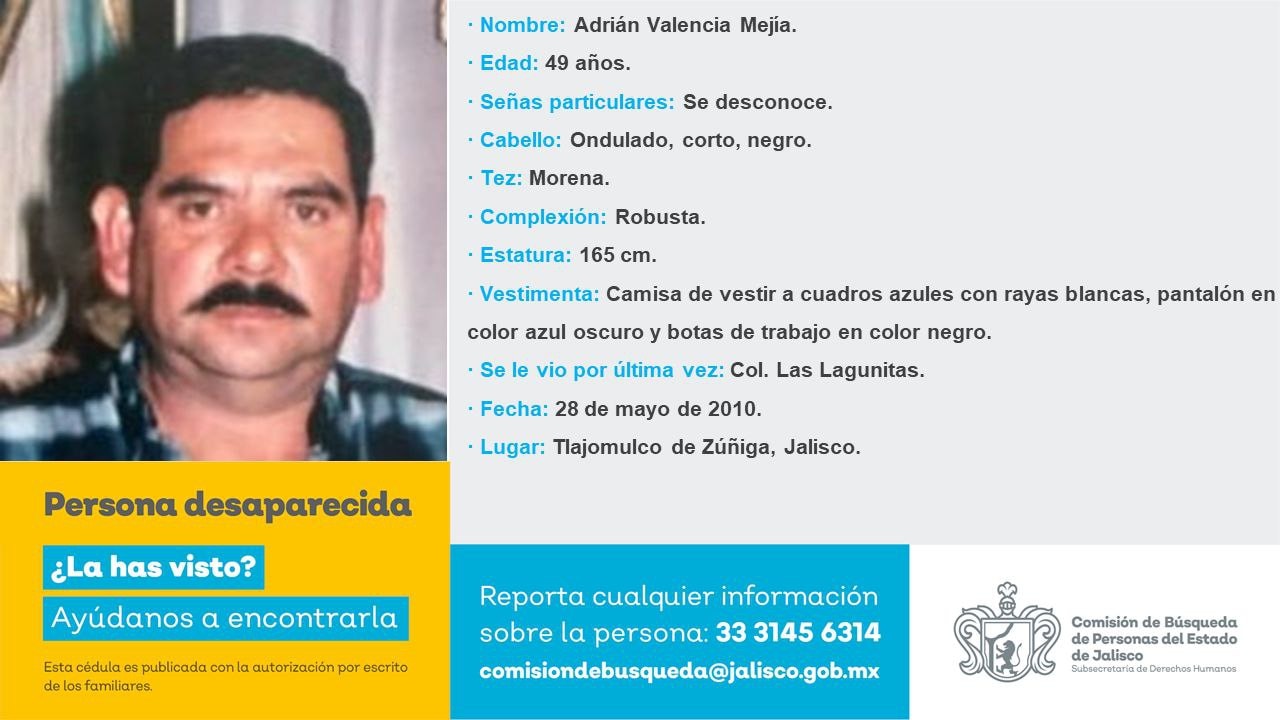 · Nombre: Adrián Valencia Mejía.
· Edad: 49 años.
· Señas particulares: Se desconoce.
· Cabello: Ondulado, corto, negro.
· Tez: Morena.
· Complexión: Robusta.
· Estatura: 165 cm.
· Vestimenta: Camisa de vestir a cuadros azules con rayas blancas, pantalón en
color azul oscuro y botas de trabajo en color negro.
· Se le vio por última vez: Col. Las Lagunitas.
· Fecha: 28 de mayo de 2010.
· Lugar: Tlajomulco de Zúñiga, Jalisco.
Persona desaparecida
¿La has visto?
Ayúdanos a encontrarla
Esta cédula es publicada con la autorización por escrito
de los familiares.
Reporta cualquier información
sobre la persona: 33 3145 6314
comisiondebusqueda@jalisco.gob.mx
Comisión de Búsqueda
de Personas del Estado
de Jalisco
Subsecretaría de Derechos Humanos